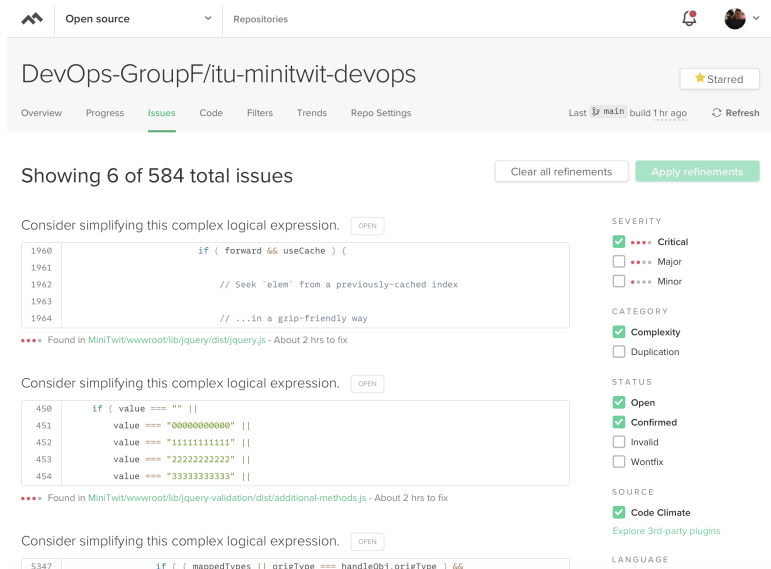 Open source
Repositories
DevOps-GroupF/itu-minitwit-devops
Starred
Overview Progress Issues Code Filters Trends Repo Settings
Last main build 1 hr ago Refresh
Showing 6 of 584 total issues
Clear all refinements Apply refinements
Consider simplifying this complex logical expression. OPEN
1960 if ( forward && useCache ) {
1961
1962 // Seek `elem` from a previously-cached index
1963
1964 // ...in a gzip-friendly way
Found in MiniTwit/wwwroot/lib/jquery/dist/jquery.js - About 2 hrs to fix
Consider simplifying this complex logical expression. OPEN
450 if ( value === "" ||
451 value === "00000000000" ||
452 value === "11111111111" ||
453 value === "22222222222" ||
454 value === "33333333333" ||
Found in MiniTwit/wwwroot/lib/jquery-validation/dist/additional-methods.js - About 2 hrs to fix
Consider simplifying this complex logical expression. OPEN
5347 if ( ( mappedTypes || origType === handleObj.origType ) &&
SEVERITY
Critical
Major
Minor
CATEGORY
Complexity
Duplication
STATUS
Open
Confirmed
Invalid
Wontfix
SOURCE
Code Climate
Explore 3rd-party plugins
LANGUAGE